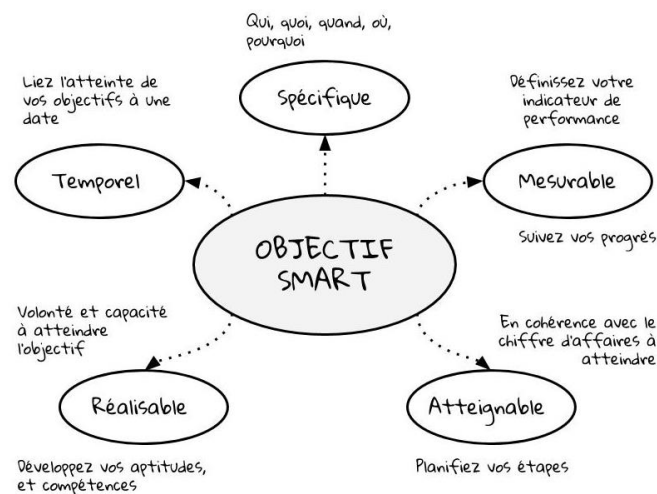 Qui, quoi, quand, où,
pourquoi
Spécifique
Liez l'atteinte de
vos objectifs à une
date
Temporel
Définissez votre
indicateur de
performance
Mesurable
Suivez vos progrès
OBJECTIF
SMART
Volonté et capacité
à atteindre
l'objectif
Réalisable
Développez vos aptitudes,
et compétences
En cohérence avec le
chiffre d'affaires à
atteindre
Atteignable
Planifiez vos étapes